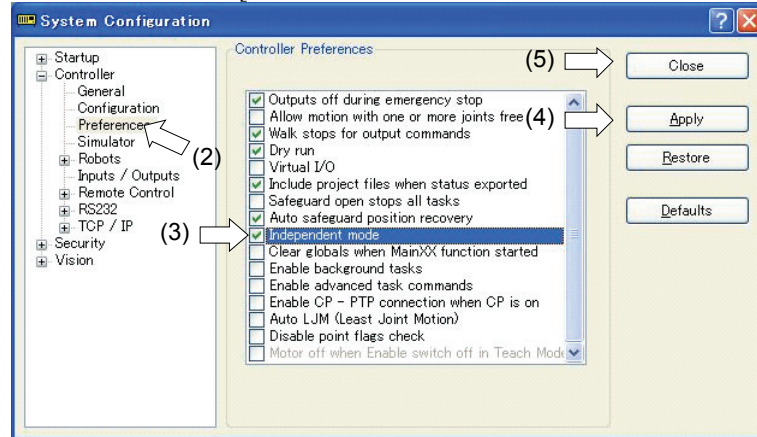 System Configuration
Startup
Controller
General
Configuration
Preferences
Simulator
Robots
Inputs / Outputs
Remote Control
RS232
TCP / IP
Security
Vision
(2)
(3)
Controller Preferences
Outputs off during emergency stop
Allow motion with one or more joints free
Walk stops for output commands
Dry run
Virtual I/O
Include project files when status exported
Safeguard open stops all tasks
Auto safeguard position recovery
Independent mode
Clear globals when MainXX function started
Enable background tasks
Enable advanced task commands
Enable CP - PTP connection when CP is on
Auto LJM (Least Joint Motion)
Disable point flags check
Motor off when Enable switch off in Teach Mode
(5)
Close
(4)
Apply
Restore
Defaults